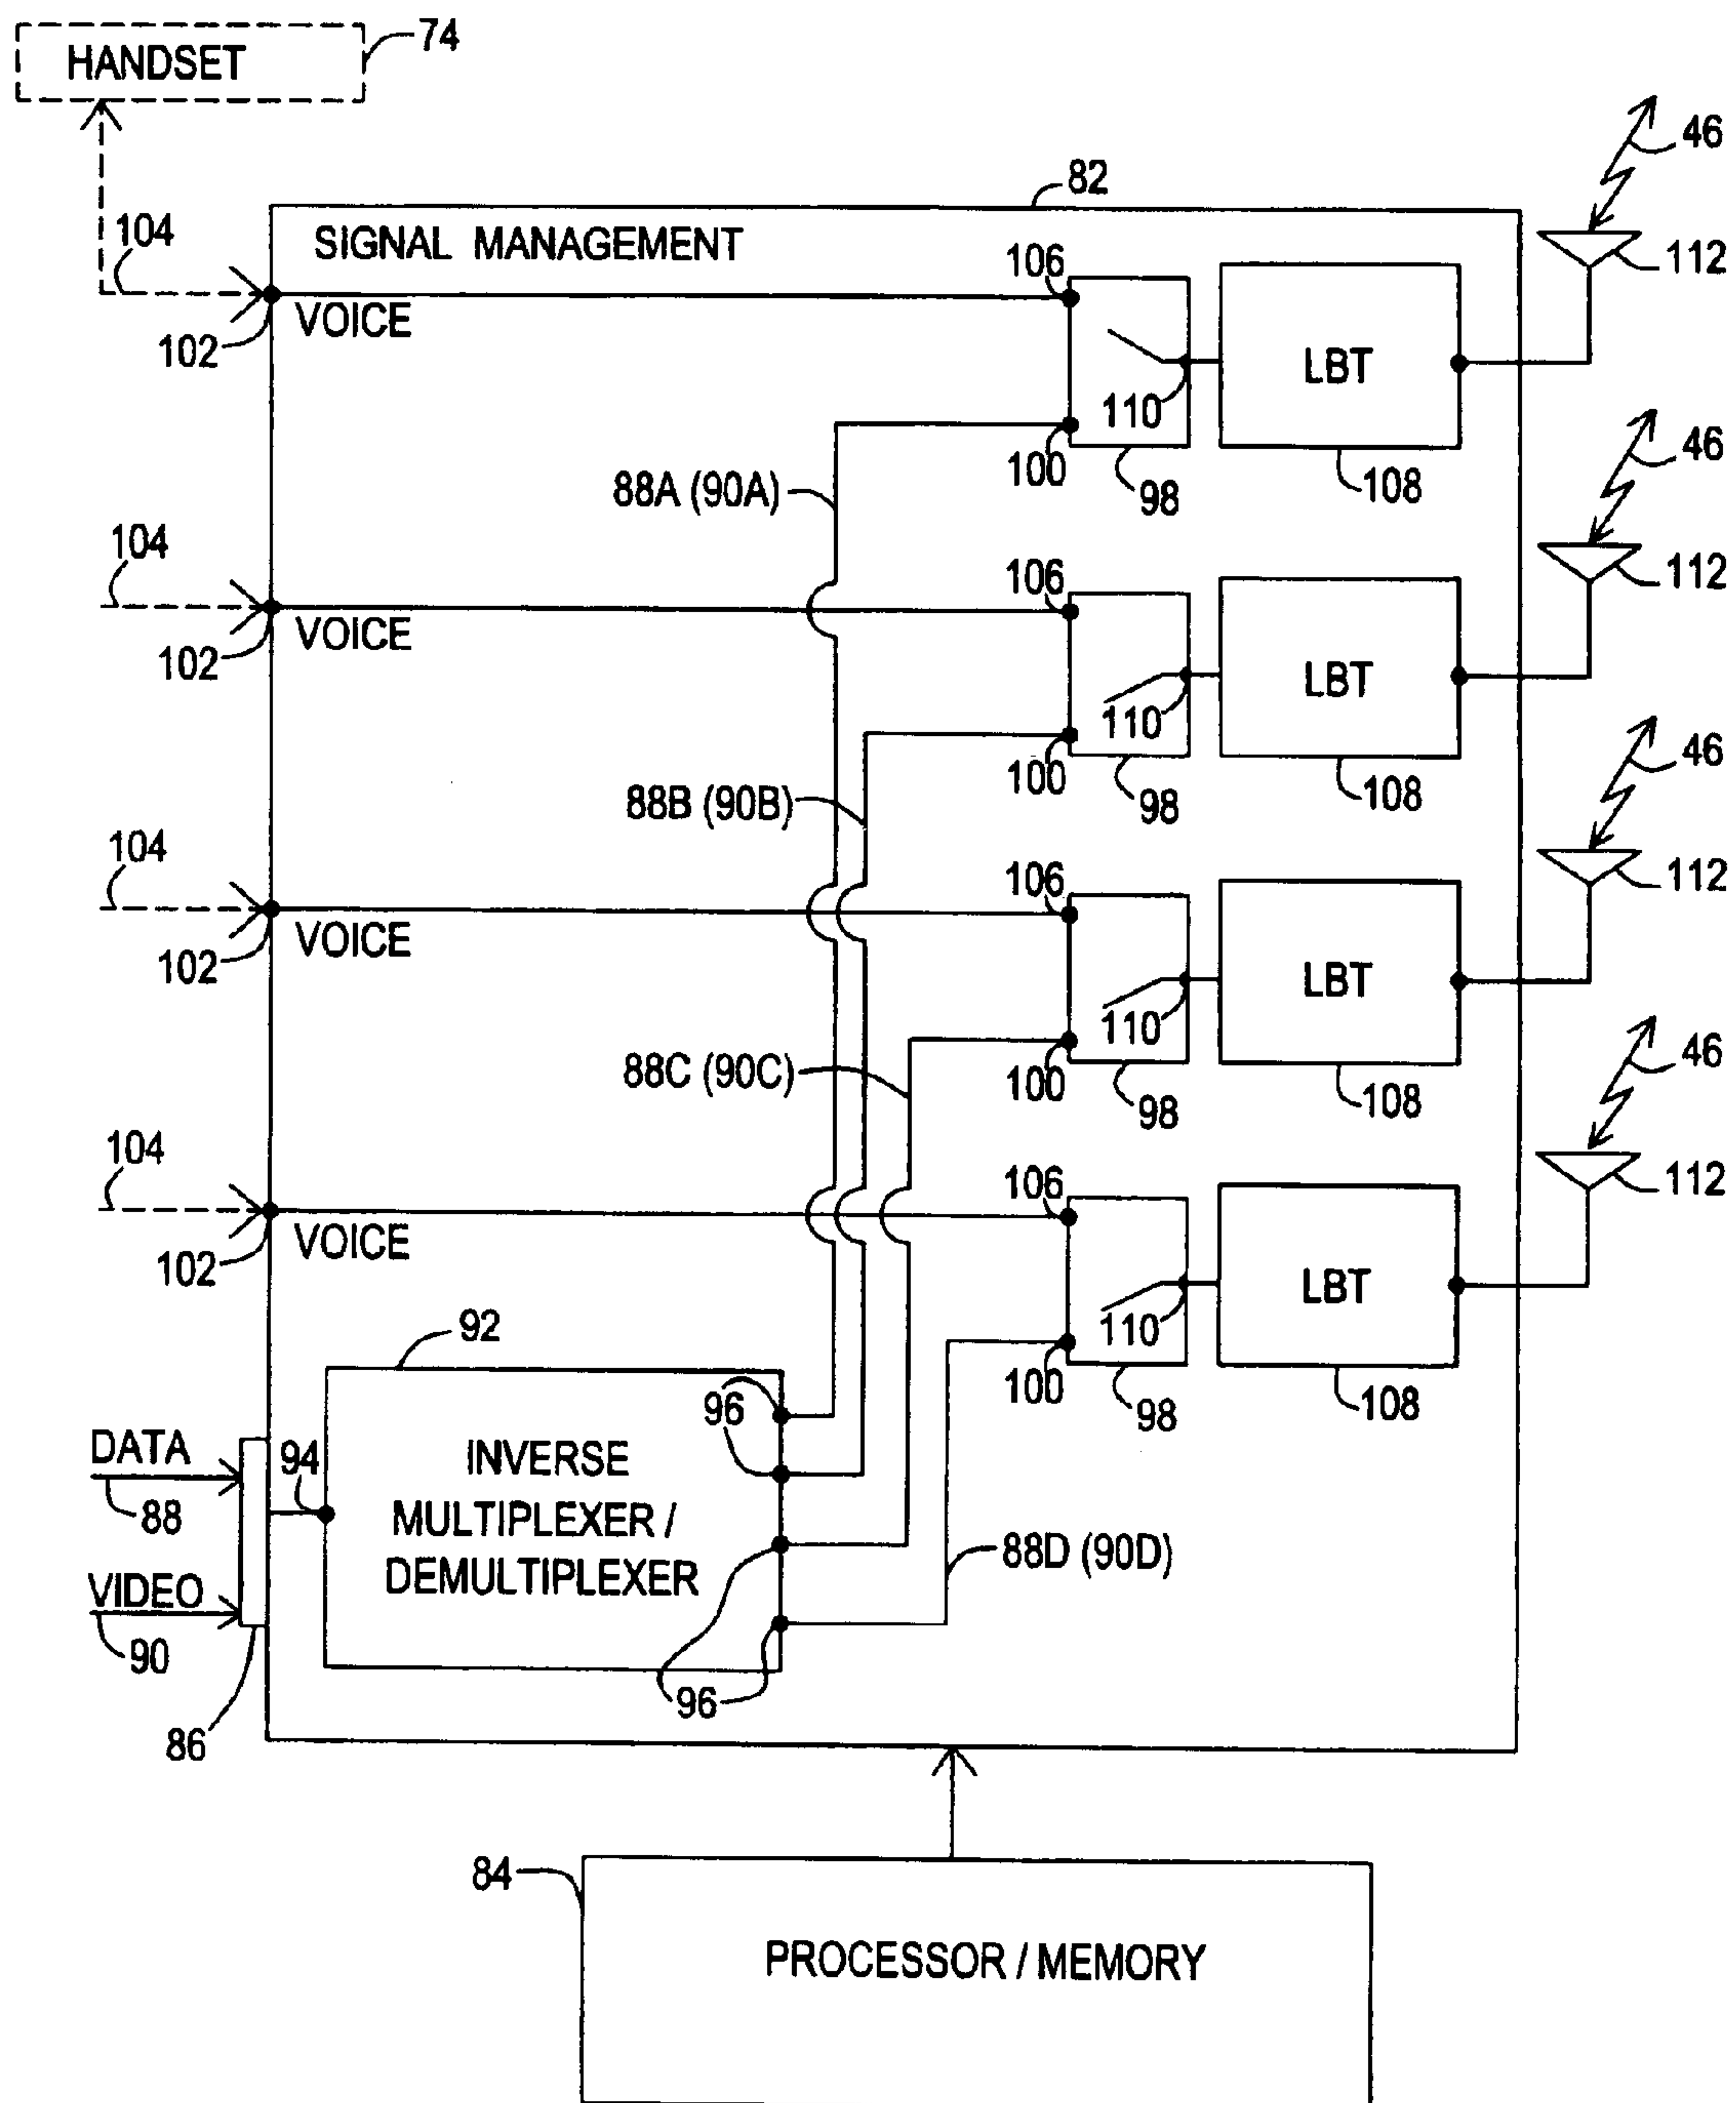 HANDSET
74
46
82
104
SIGNAL MANAGEMENT
106
112
102
VOICE
LBT
110
100
88A (90A)
98
108
46
104
106
112
102
VOICE
LBT
110
100
88B (90B)
98
108
46
104
106
112
102
VOICE
LBT
110
100
88C (90C)
98
108
46
104
106
112
102
VOICE
LBT
110
92
100
98
108
96
DATA
94
88
INVERSE
MULTIPLEXER /
DEMULTIPLEXER
88D (90D)
VIDEO
90
96
86
84
PROCESSOR / MEMORY